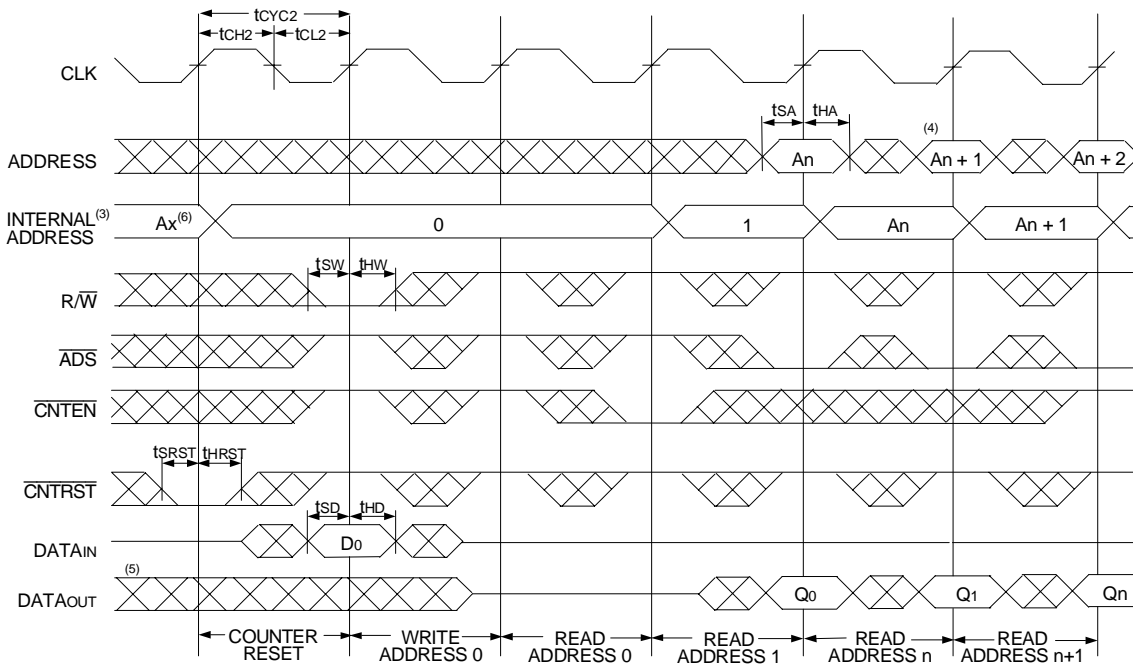 tCYC2
tCH2 tCL2
CLK
tSA tHA
(4)
ADDRESS An An + 1 An + 2
INTERNAL(3)
ADDRESS Ax(6) 0 1 An An + 1
tSW tHW
R/W
ADS
CNTEN
tSRST tHRST
CNTRST
tSD tHD
DATAIN D0
(5)
DATAOUT Q0 Q1 Qn
COUNTER
RESET
WRITE
ADDRESS 0
READ
ADDRESS 0
READ
ADDRESS 1
READ
ADDRESS n
READ
ADDRESS n+1